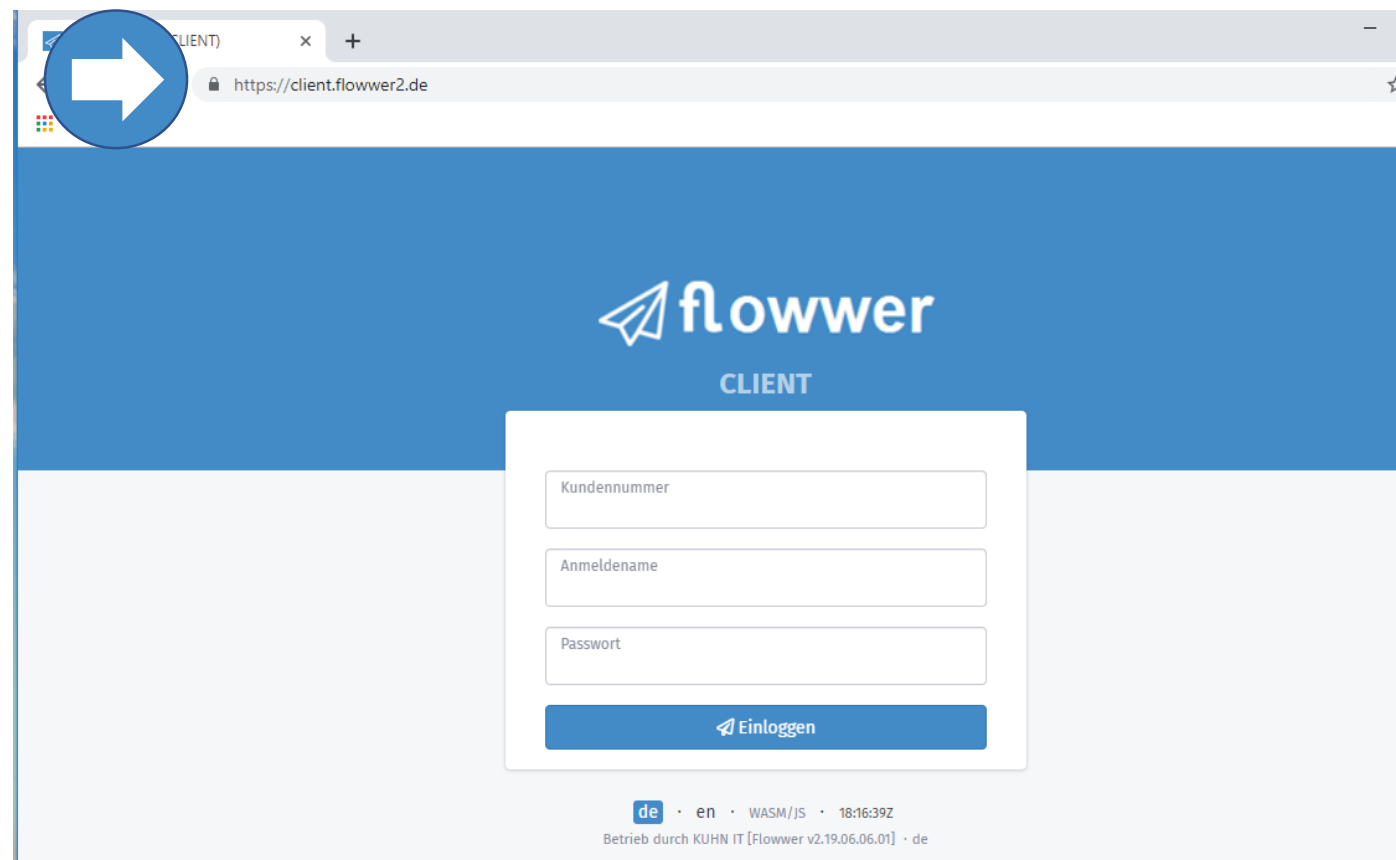 LIENT)
https://client.flowwer2.de
flowwer
CLIENT
Kundennummer
Anmeldename
Passwort
Einloggen
de · en · WASM/JS · 18:16:39Z
Betrieb durch KUHN IT [Flowwer v2.19.06.06.01] · de